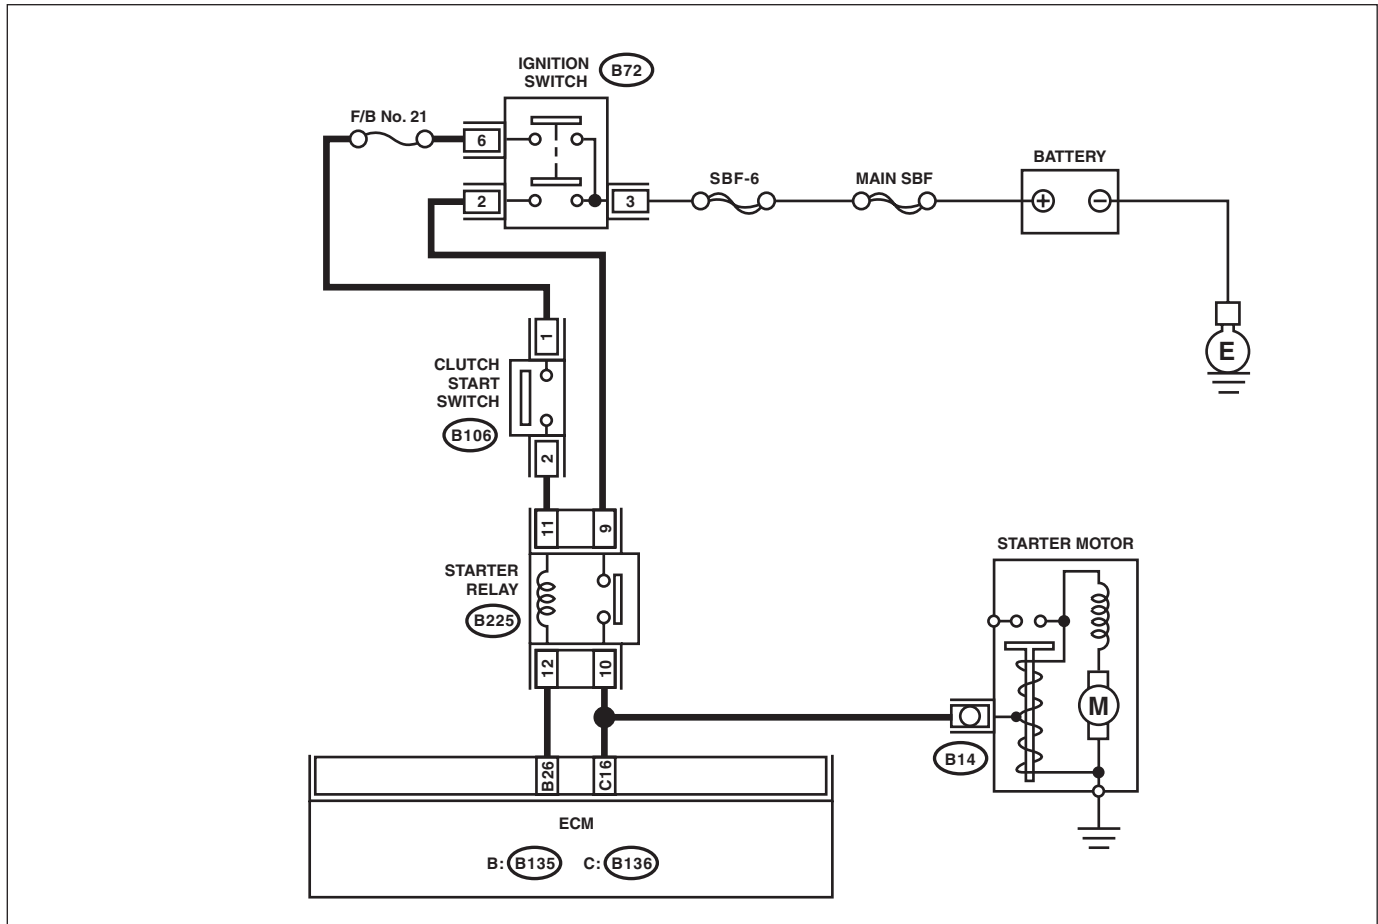 IGNITION
SWITCH
B72
F/B No. 21
6
2
3
SBF-6
MAIN SBF
BATTERY
+
−
E
1
CLUTCH
START
SWITCH
B106
2
11
9
STARTER
RELAY
B225
12
10
STARTER MOTOR
M
B14
B26
C16
ECM
B: B135 C: B136